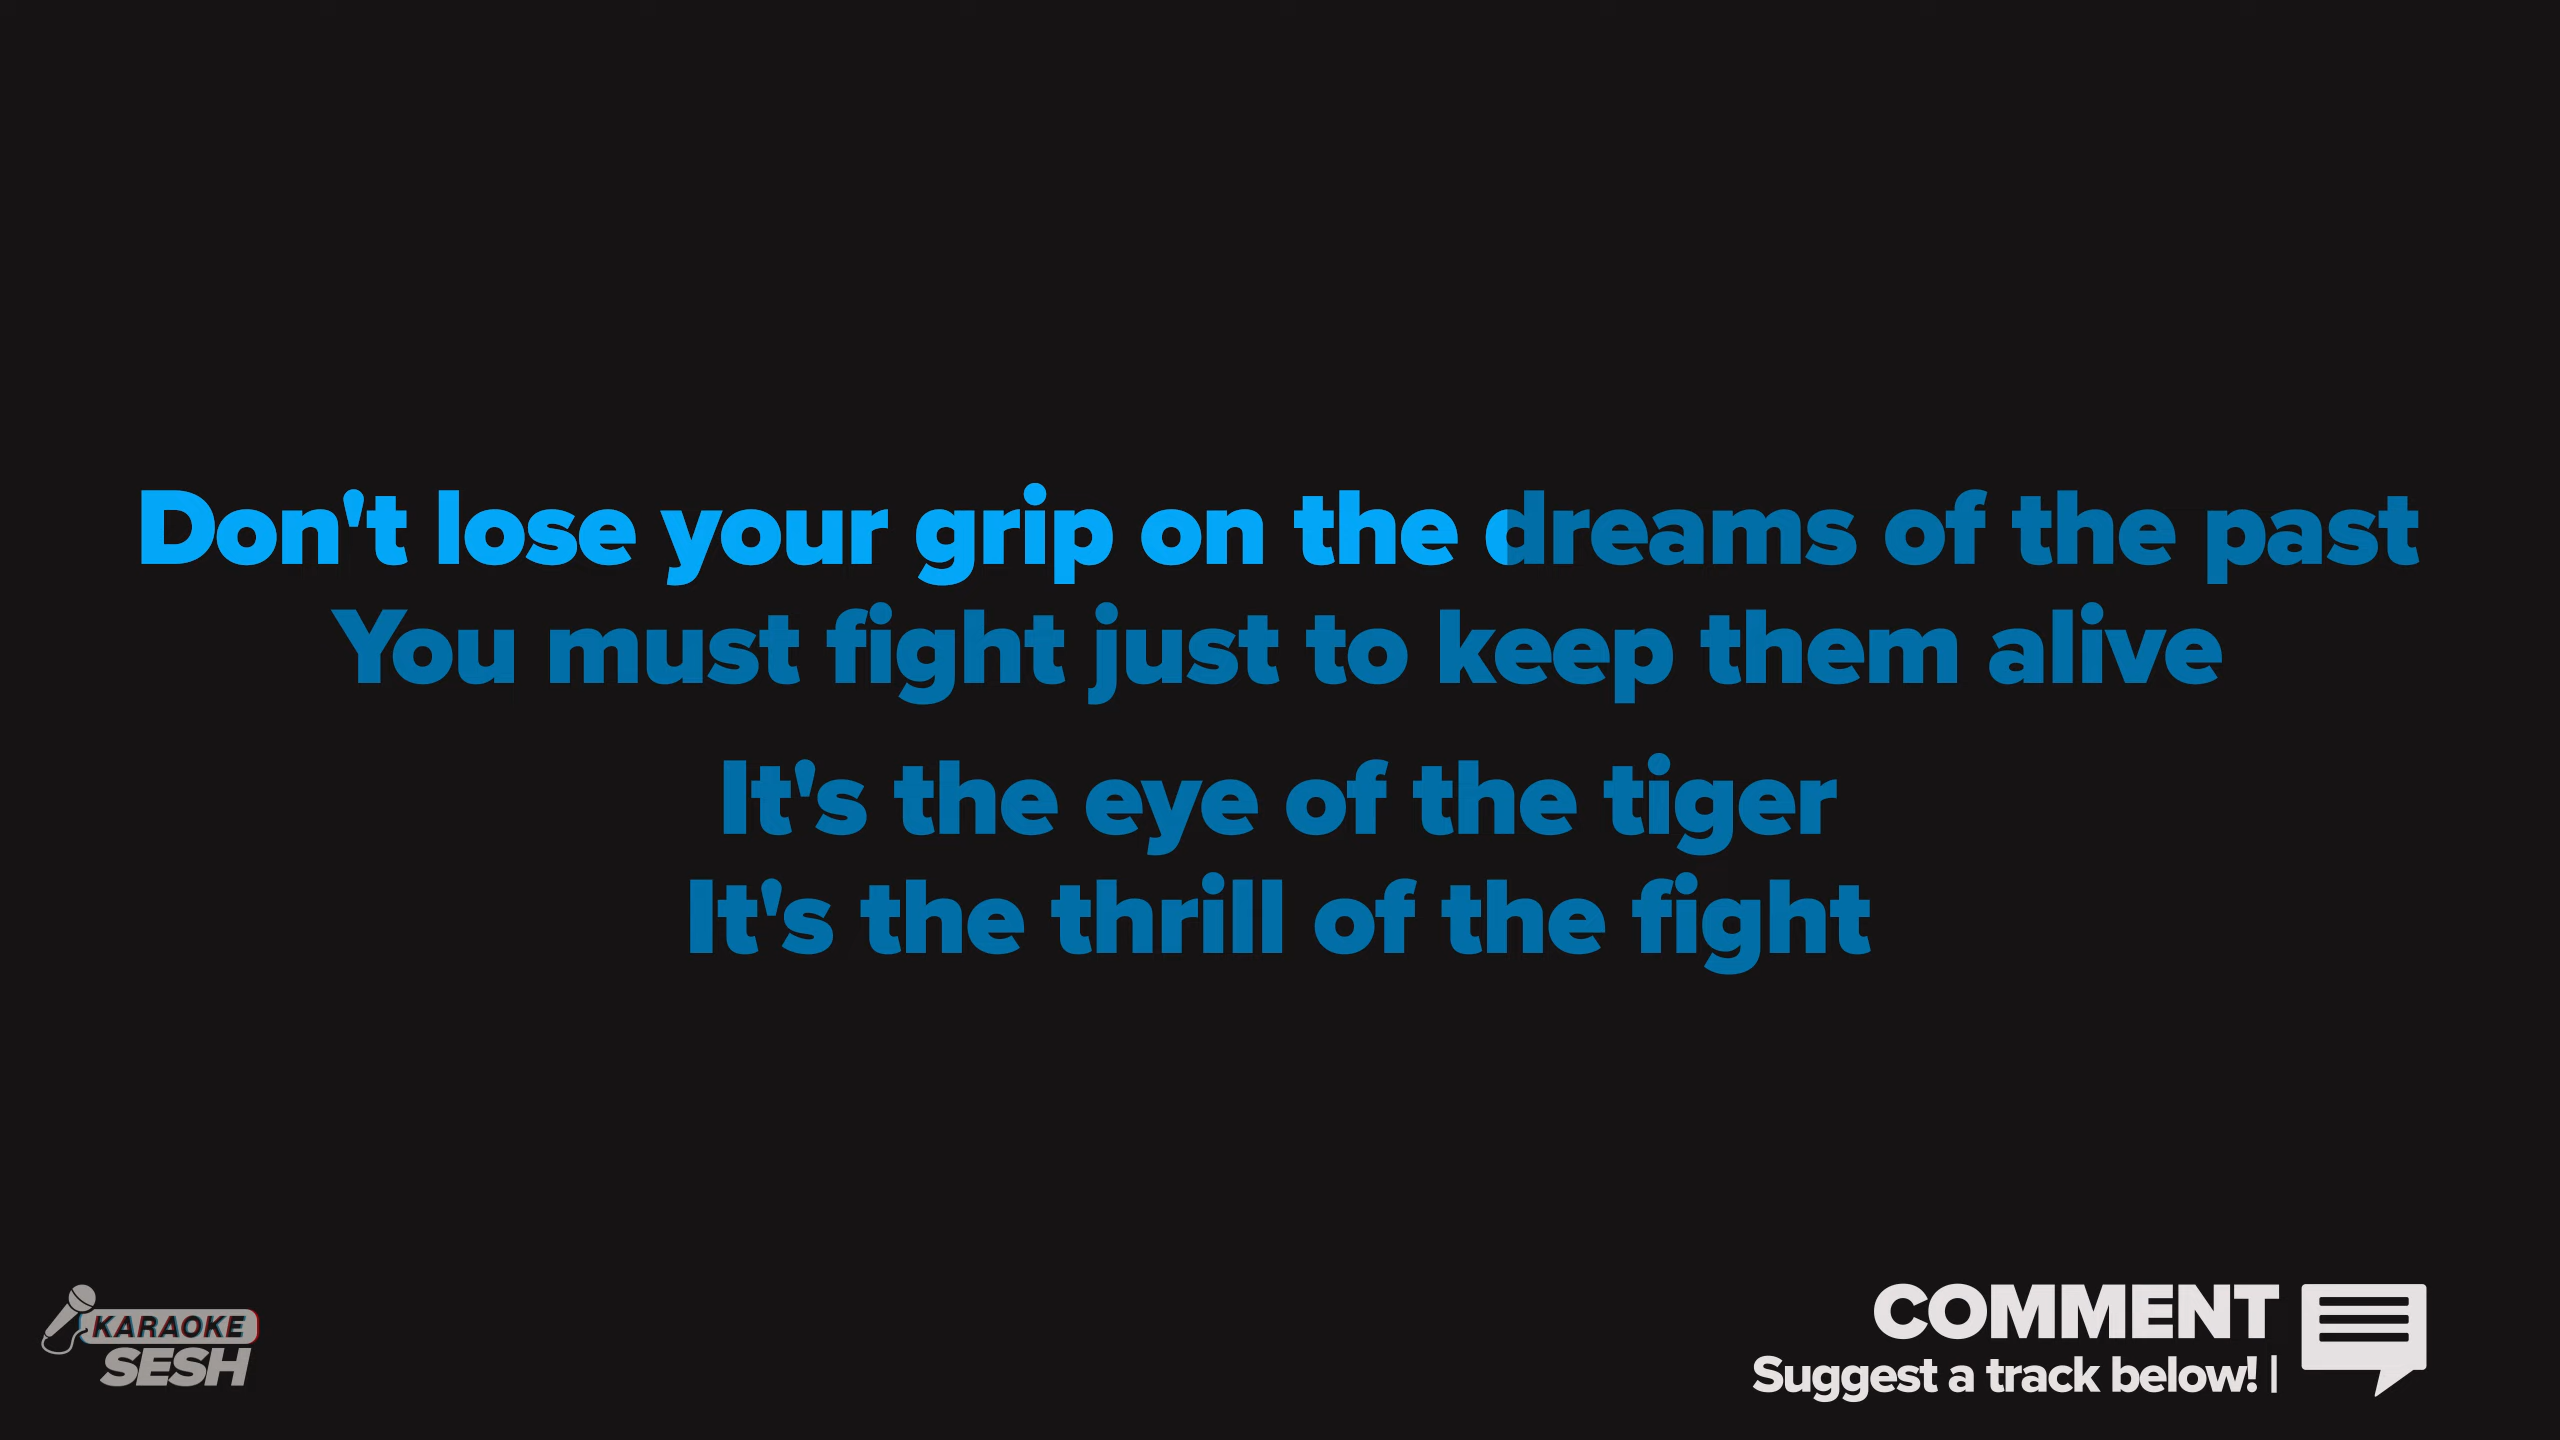 Don't lose your grip on the dreams of the past
You must fight just to keep them alive
It's the eye of the tiger
It's the thrill of the fight
KARAOKE
SESH
COMMENT
Suggest a track below! |